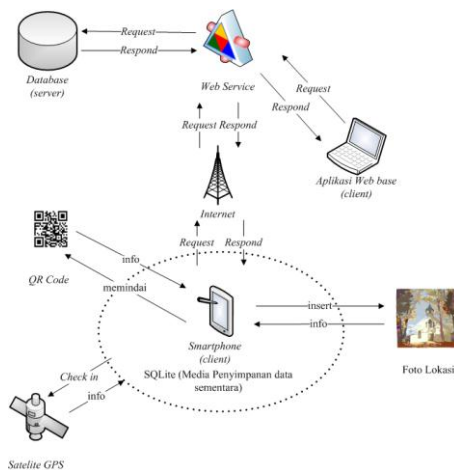 Request
Respond
Database
(server)
Web Service
Request
Respond
Request Respond
Aplikasi Web base
(client)
Internet
Request
Respond
QR Code
info
memindai
insert
info
Smartphone
(client)
SQLite (Media Penyimpanan data
sementara)
Foto Lokasi
Check in
info
Satelite GPS